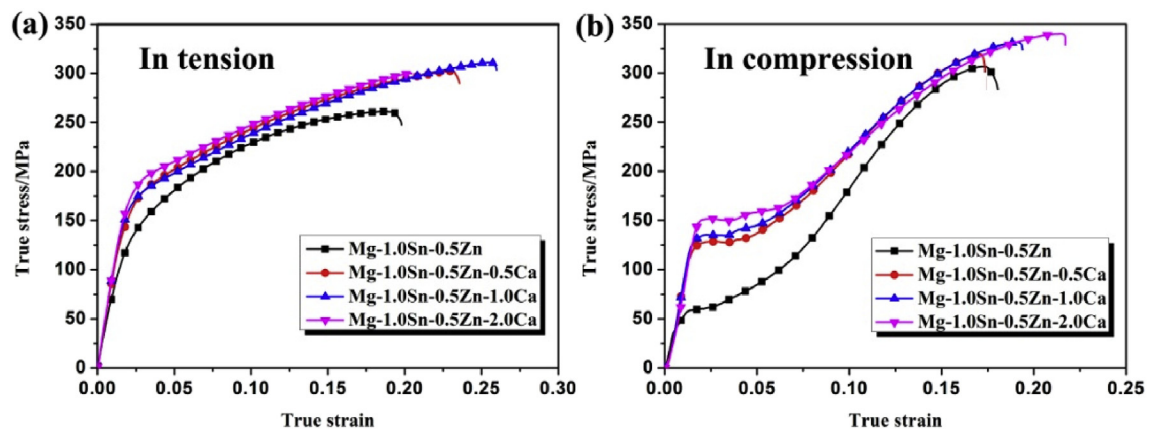 (a)
In tension
True stress/MPa
350
300
250
200
150
100
50
0
0.00 0.05 0.10 0.15 0.20 0.25 0.30
True strain
Mg-1.0Sn-0.5Zn
Mg-1.0Sn-0.5Zn-0.5Ca
Mg-1.0Sn-0.5Zn-1.0Ca
Mg-1.0Sn-0.5Zn-2.0Ca
(b)
In compression
True stress/MPa
350
300
250
200
150
100
50
0
0.00 0.05 0.10 0.15 0.20 0.25
True strain
Mg-1.0Sn-0.5Zn
Mg-1.0Sn-0.5Zn-0.5Ca
Mg-1.0Sn-0.5Zn-1.0Ca
Mg-1.0Sn-0.5Zn-2.0Ca